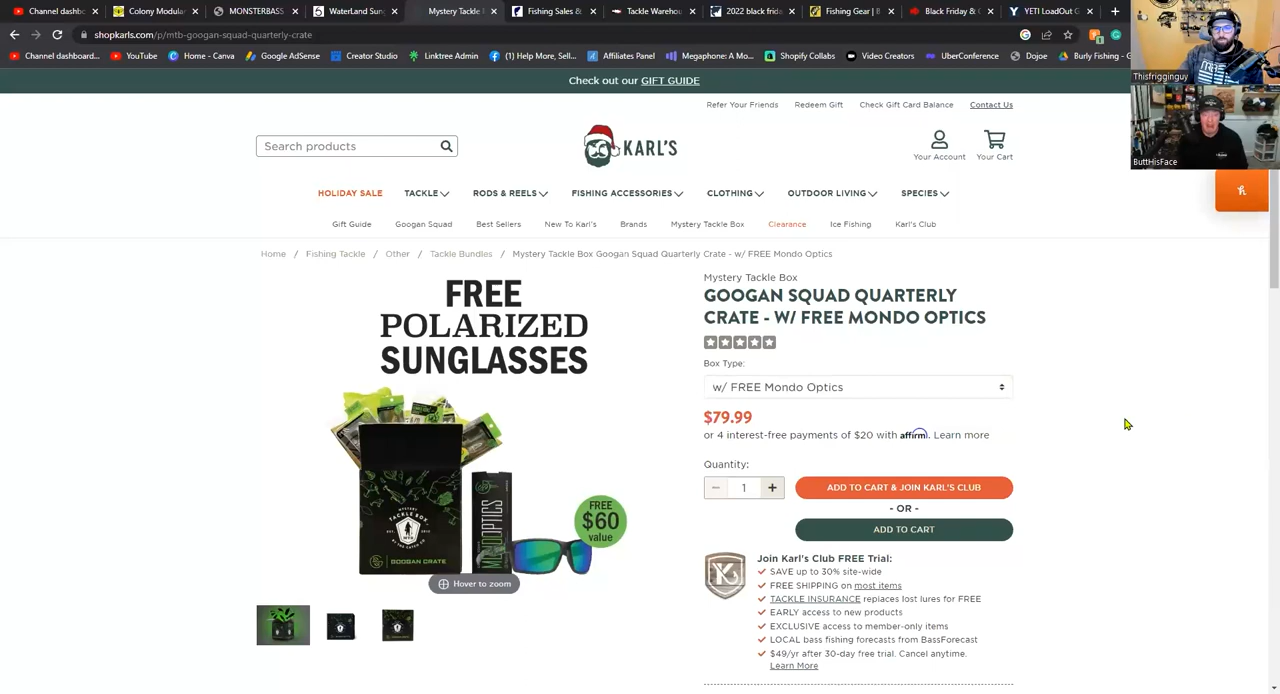 Channel dashbo
Colony Modular
MONSTERBASS
WaterLand Sun
Mystery Tackle
Fishing Sales &
Tackle Warehou
2022 black frida
Fishing Gear | B
Black Friday & C
YETI LoadOut G
shopkarls.com/p/mtb-googan-squad-quarterly-crate
Channel dashboard...
YouTube
Home - Canva
Google AdSense
Creator Studio
Linktree Admin
(1) Help More, Sell...
Affiliates Panel
Megaphone: A Mo...
Shopify Collabs
Video Creators
UberConference
Dojoe
Burly Fishing -
Thisfrigginguy
ButtHisFace
Check out our GIFT GUIDE
Refer Your Friends
Redeem Gift
Check Gift Card Balance
Contact Us
Search products
KARL'S
Your Account
Your Cart
HOLIDAY SALE
TACKLE
RODS & REELS
FISHING ACCESSORIES
CLOTHING
OUTDOOR LIVING
SPECIES
Gift Guide
Googan Squad
Best Sellers
New To Karl's
Brands
Mystery Tackle Box
Clearance
Ice Fishing
Karl's Club
Home / Fishing Tackle / Other / Tackle Bundles / Mystery Tackle Box Googan Squad Quarterly Crate - w/ FREE Mondo Optics
FREE
POLARIZED
SUNGLASSES
MYSTERY
TACKLE BOX
GOOGAN CRATE
FREE
$60
value
Hover to zoom
Mystery Tackle Box
GOOGAN SQUAD QUARTERLY
CRATE - W/ FREE MONDO OPTICS
Box Type:
w/ FREE Mondo Optics
$79.99
or 4 interest-free payments of $20 with affirm. Learn more
Quantity:
− 1 +
ADD TO CART & JOIN KARL'S CLUB
- OR -
ADD TO CART
Join Karl's Club FREE Trial:
SAVE up to 30% site-wide
FREE SHIPPING on most items
TACKLE INSURANCE replaces lost lures for FREE
EARLY access to new products
EXCLUSIVE access to member-only items
LOCAL bass fishing forecasts from BassForecast
$49/yr after 30-day free trial. Cancel anytime.
Learn More